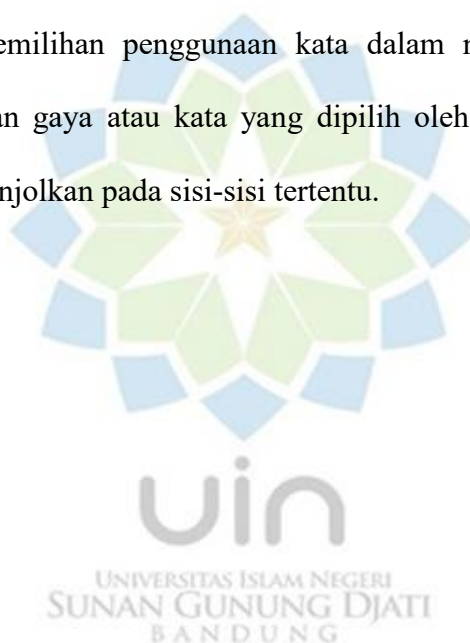 emilihan penggunaan kata dalam
an gaya atau kata yang dipilih oleh
njolkan pada sisi-sisi tertentu.
uin
UNIVERSITAS ISLAM NEGERI
SUNAN GUNUNG DJATI
BANDUNG